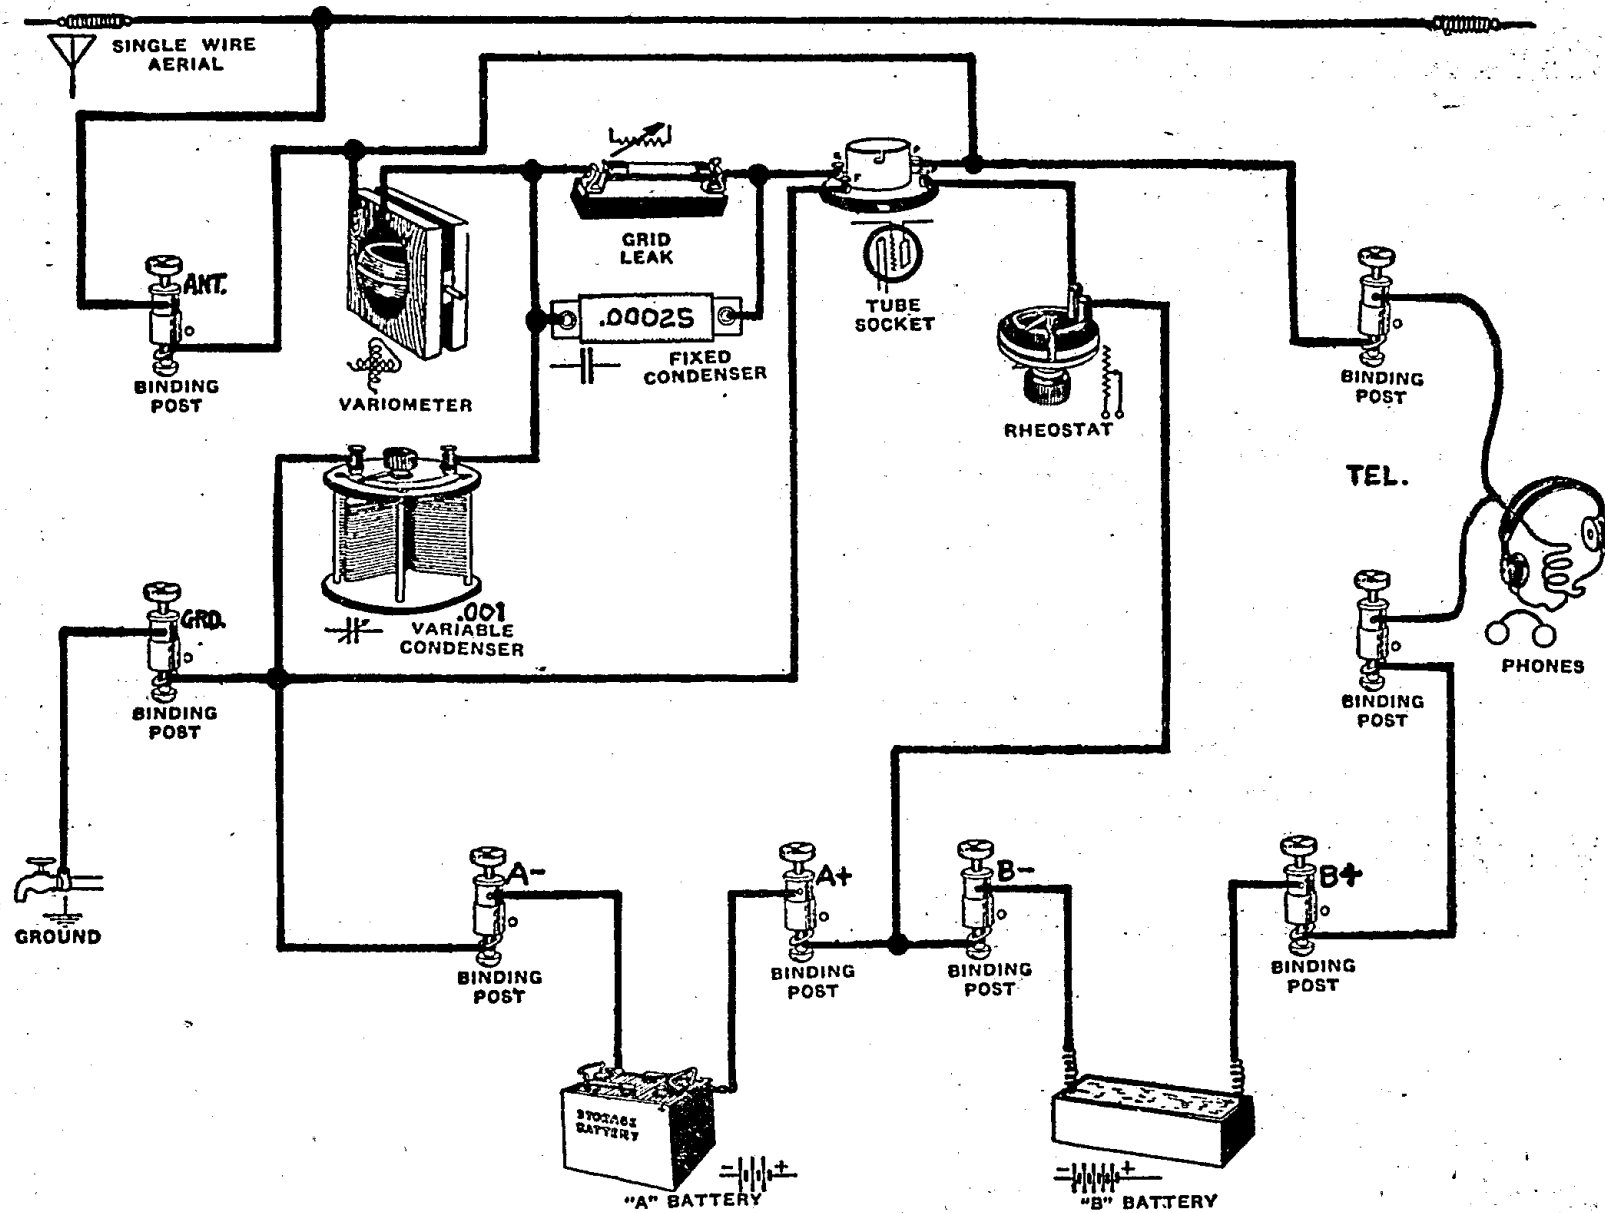 SINGLE WIRE
AERIAL
GRID
LEAK
ANT.
.00025
TUBE
SOCKET
FIXED
CONDENSER
BINDING
POST
VARIOMETER
BINDING
POST
RHEOSTAT
TEL.
.001
VARIABLE
CONDENSER
GRD.
BINDING
POST
PHONES
BINDING
POST
GROUND
A-
A+
B-
B+
BINDING
POST
BINDING
POST
BINDING
POST
BINDING
POST
STORAGE
BATTERY
- +
"A" BATTERY
- +
"B" BATTERY